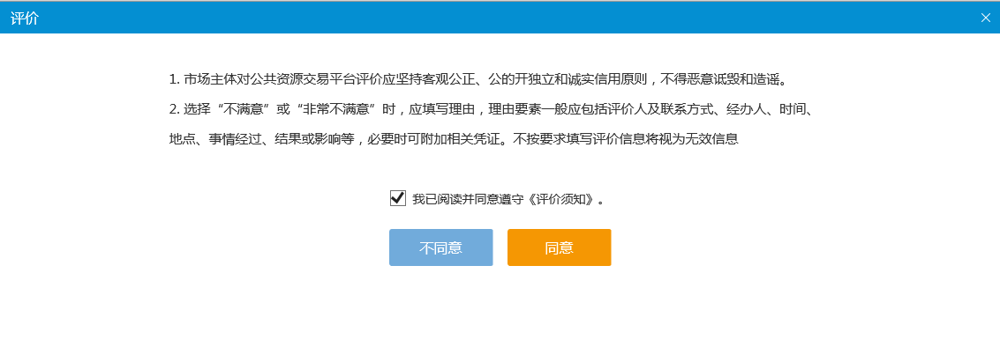 评价
1. 市场主体对公共资源交易平台评价应坚持客观公正、公的开独立和诚实信用原则，不得恶意诋毁和造谣。
2. 选择“不满意”或“非常不满意”时，应填写理由，理由要素一般应包括评价人及联系方式、经办人、时间、
地点、事情经过、结果或影响等，必要时可附加相关凭证。不按要求填写评价信息将视为无效信息
我已阅读并同意遵守《评价须知》。
不同意
同意